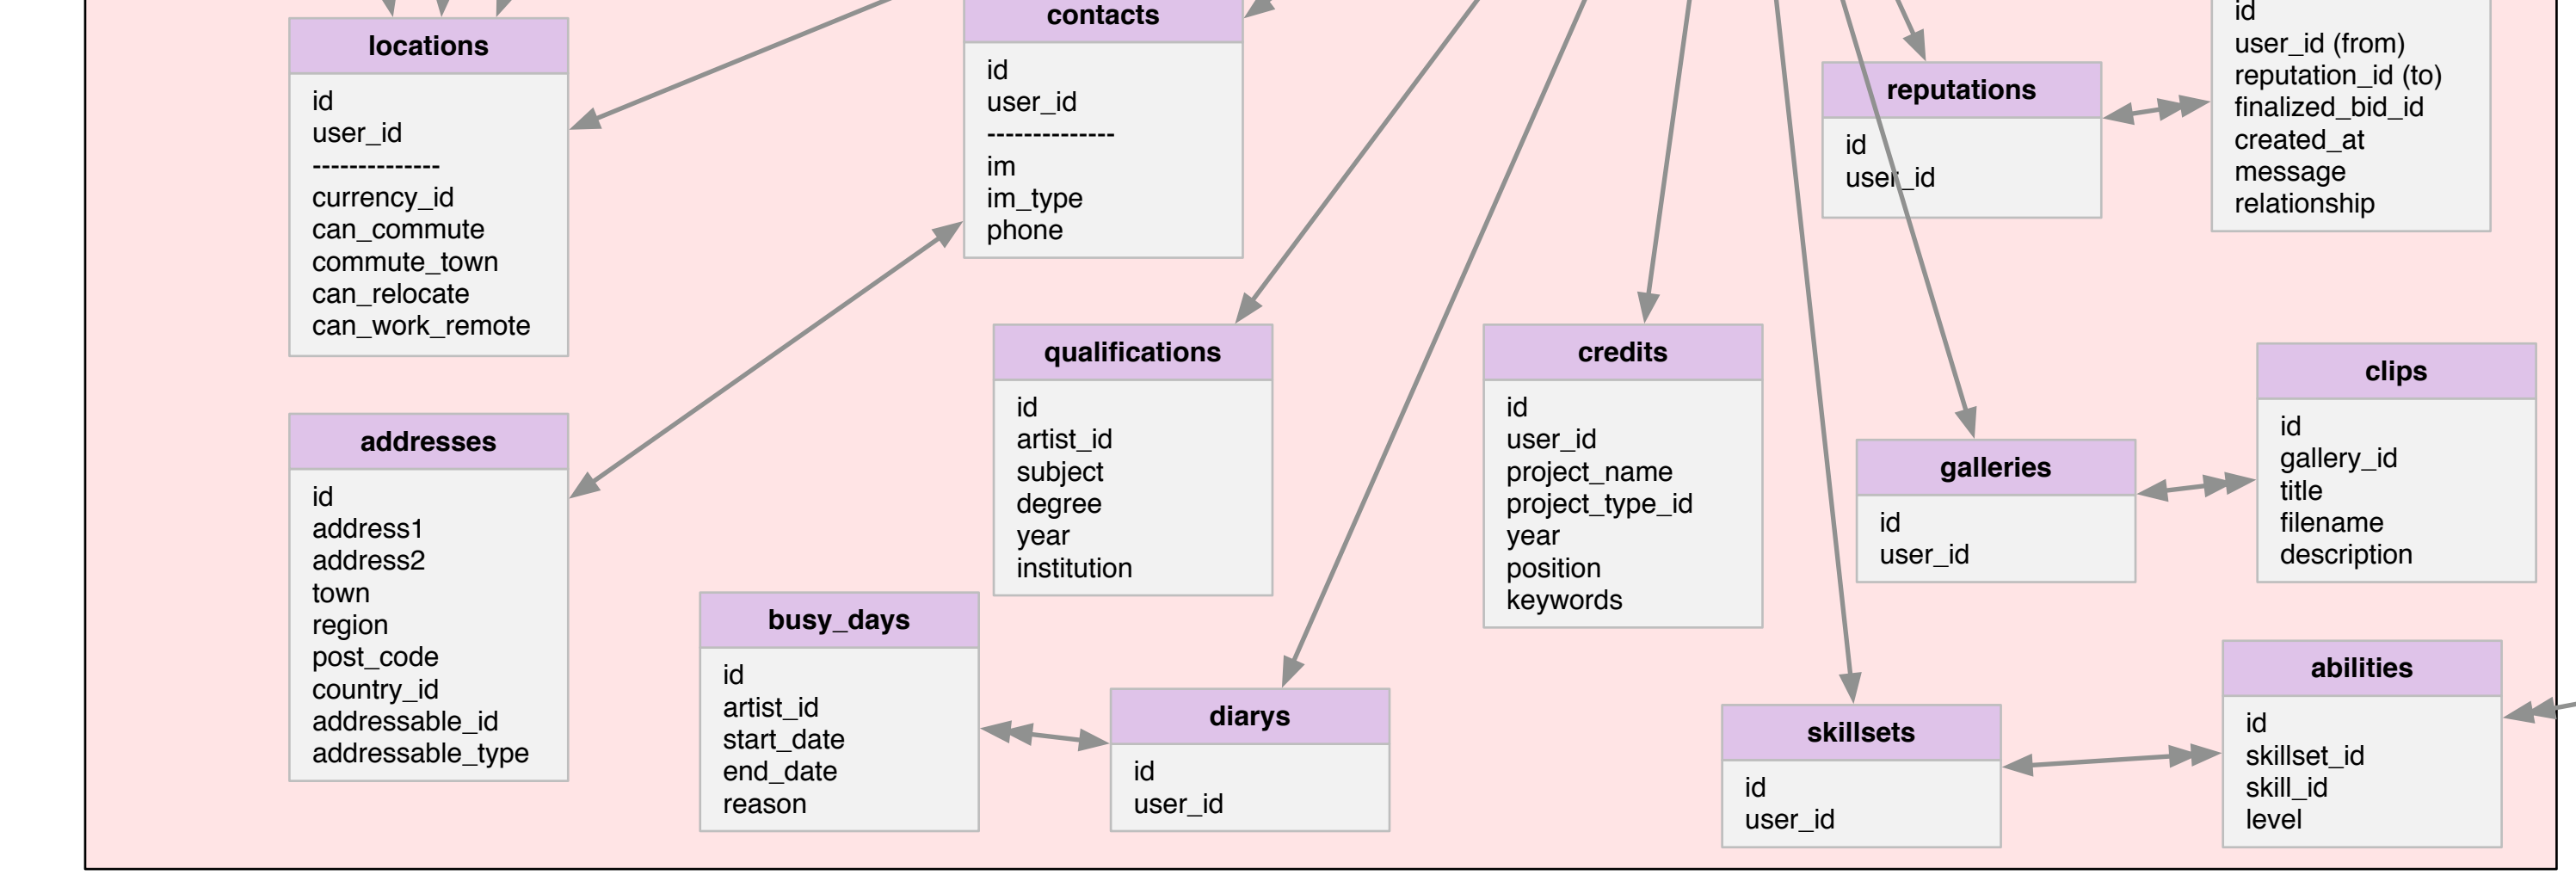 locations
id
user_id
--------------
currency_id
can_commute
commute_town
can_relocate
can_work_remote
contacts
id
user_id
--------------
im
im_type
phone
reputations
id
user_id
id
user_id (from)
reputation_id (to)
finalized_bid_id
created_at
message
relationship
addresses
id
address1
address2
town
region
post_code
country_id
addressable_id
addressable_type
qualifications
id
artist_id
subject
degree
year
institution
credits
id
user_id
project_name
project_type_id
year
position
keywords
galleries
id
user_id
clips
id
gallery_id
title
filename
description
busy_days
id
artist_id
start_date
end_date
reason
diarys
id
user_id
skillsets
id
user_id
abilities
id
skillset_id
skill_id
level